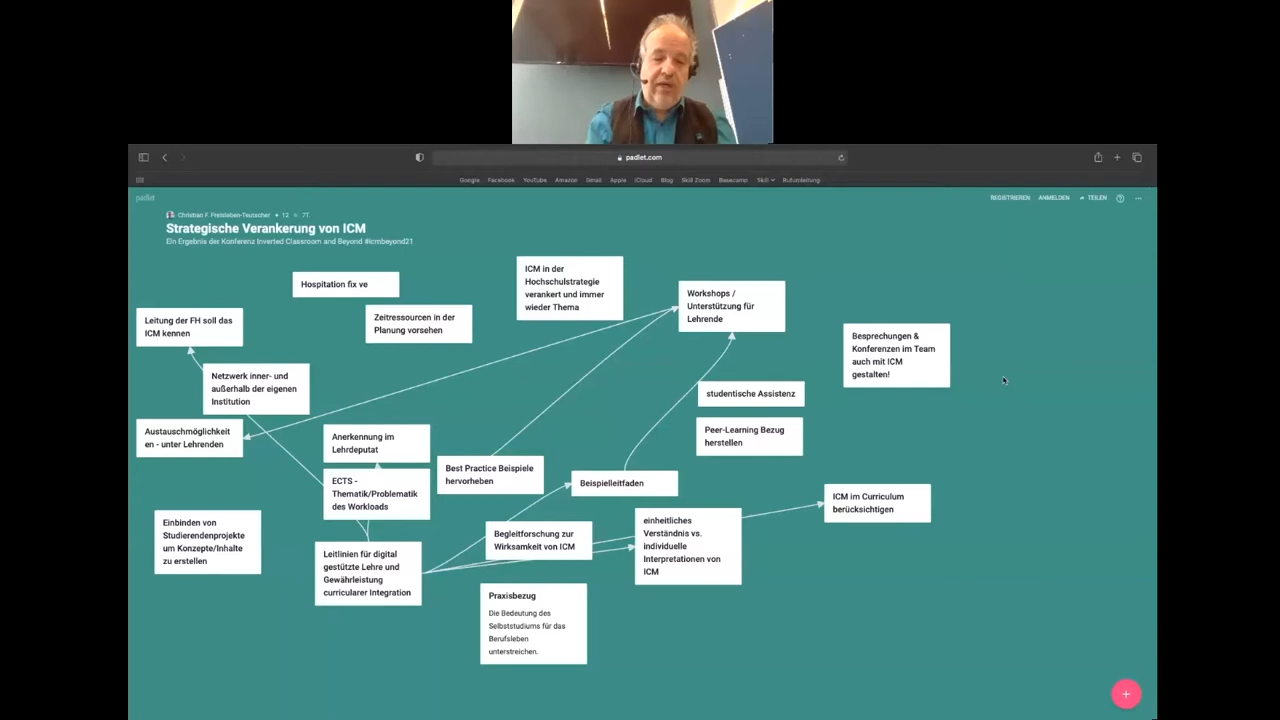 padlet.com
Google Facebook YouTube Amazon Gmail Apple iCloud Blog Skill Zoom Basecamp Skill Rufumleitung
padlet
REGISTRIEREN ANMELDEN TEILEN
Christian F. Freisleben-Teutscher 12 7T.
Strategische Verankerung von ICM
Ein Ergebnis der Konferenz Inverted Classroom and Beyond #icmbeyond21
Hospitation fix ve
ICM in der
Hochschulstrategie
verankert und immer
wieder Thema
Workshops /
Unterstützung für
Lehrende
Leitung der FH soll das
ICM kennen
Zeitressourcen in der
Planung vorsehen
Besprechungen &
Konferenzen im Team
auch mit ICM
gestalten!
Netzwerk inner- und
außerhalb der eigenen
Institution
studentische Assistenz
Austauschmöglichkeit
en - unter Lehrenden
Anerkennung im
Lehrdeputat
Peer-Learning Bezug
herstellen
Best Practice Beispiele
hervorheben
ECTS -
Thematik/Problematik
des Workloads
Beispielleitfaden
ICM im Curriculum
berücksichtigen
Einbinden von
Studierendenprojekte
um Konzepte/Inhalte
zu erstellen
Begleitforschung zur
Wirksamkeit von ICM
einheitliches
Verständnis vs.
individuelle
Interpretationen von
ICM
Leitlinien für digital
gestützte Lehre und
Gewährleistung
curricularer Integration
Praxisbezug
Die Bedeutung des
Selbststudiums für das
Berufsleben
unterstreichen.